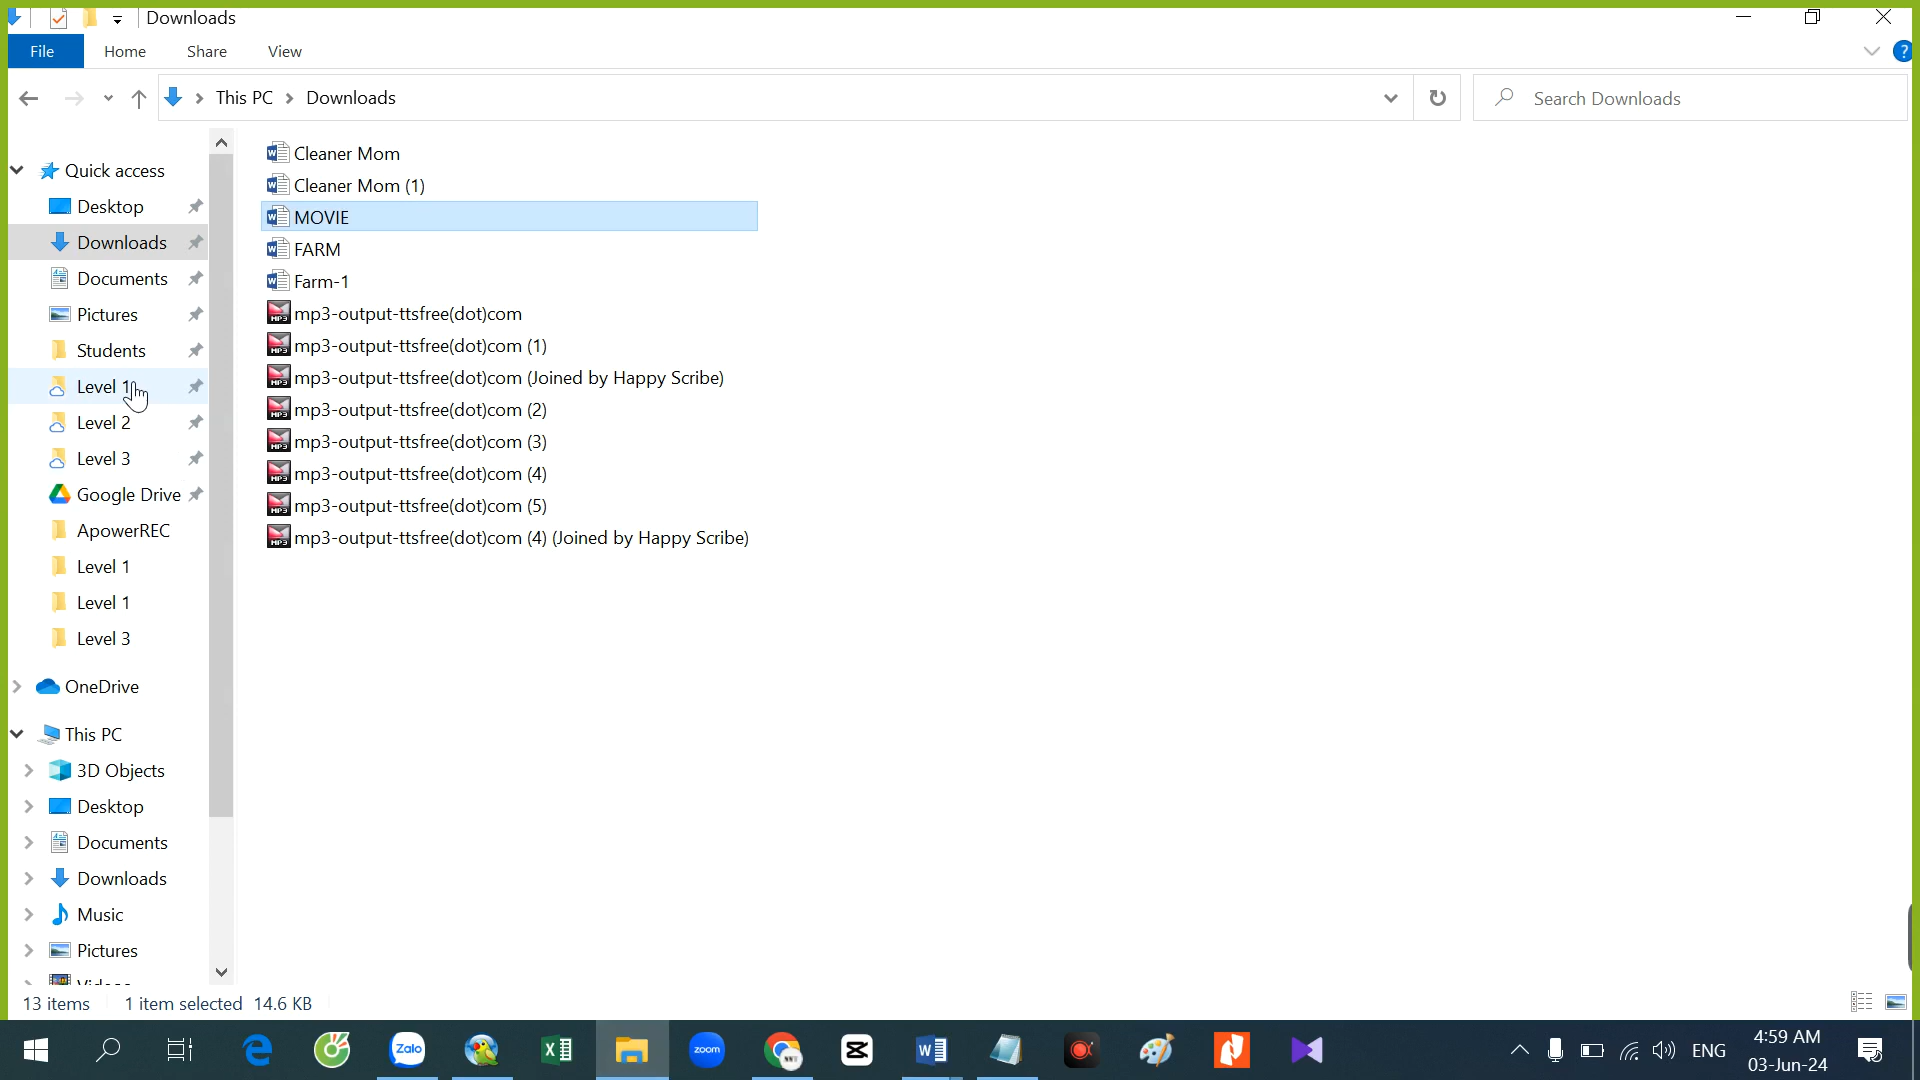 Downloads
File Home Share View
This PC Downloads
Search Downloads
Quick access
Desktop
Downloads
Documents
Pictures
Students
Level 1
Level 2
Level 3
Google Drive
ApowerREC
Level 1
Level 1
Level 3
OneDrive
This PC
3D Objects
Desktop
Documents
Downloads
Music
Pictures
Videos
Cleaner Mom
Cleaner Mom (1)
MOVIE
FARM
Farm-1
mp3-output-ttsfree(dot)com
mp3-output-ttsfree(dot)com (1)
mp3-output-ttsfree(dot)com (Joined by Happy Scribe)
mp3-output-ttsfree(dot)com (2)
mp3-output-ttsfree(dot)com (3)
mp3-output-ttsfree(dot)com (4)
mp3-output-ttsfree(dot)com (5)
mp3-output-ttsfree(dot)com (4) (Joined by Happy Scribe)
13 items 1 item selected 14.6 KB
Zalo
zoom
ENG
4:59 AM
03-Jun-24